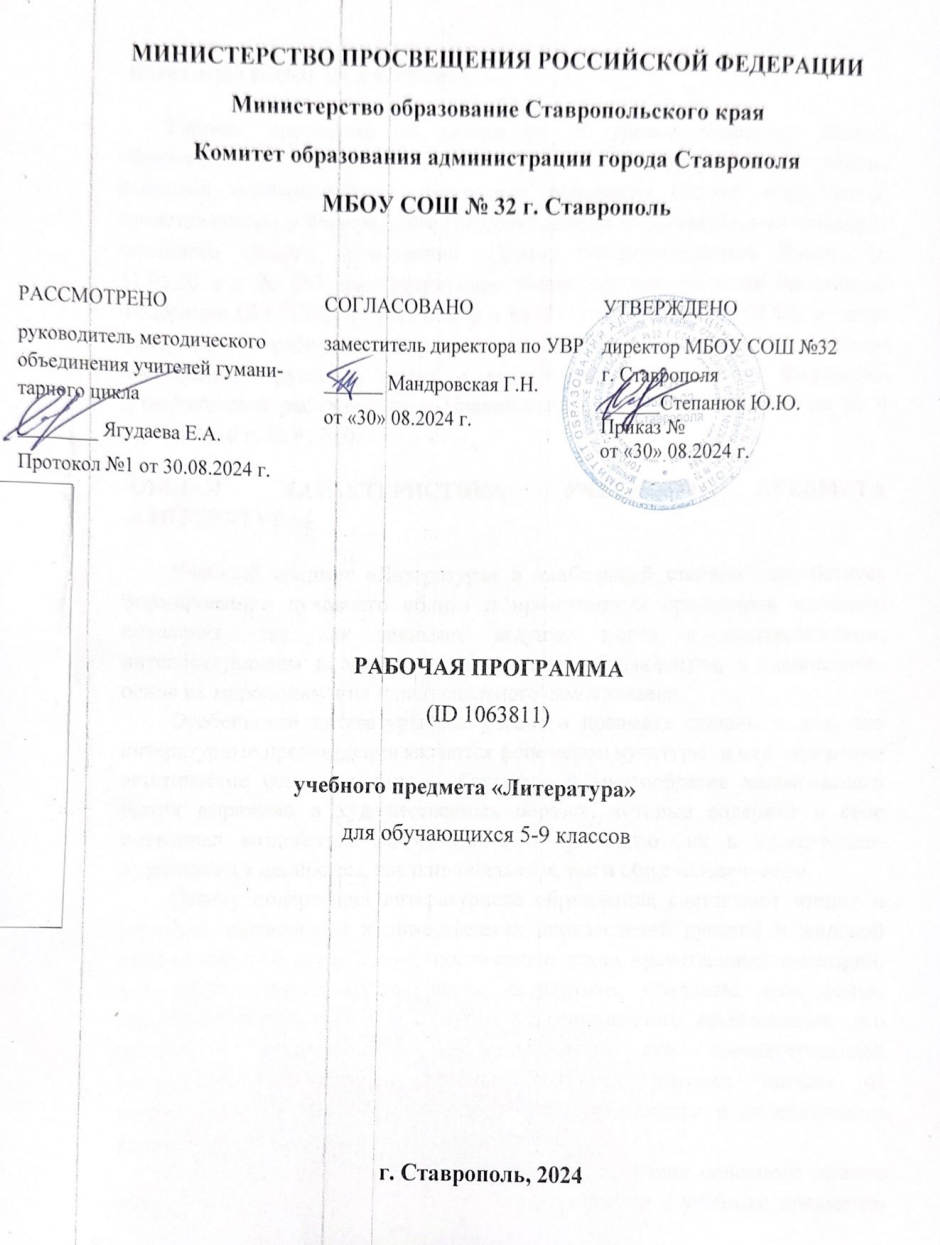 МИНИСТЕРСТВО ПРОСВЕЩЕНИЯ РОССИЙСКОЙ ФЕДЕРАЦИИ
Министерство образование Ставропольского края
Комитет образования администрации города Ставрополя
МБОУ СОШ № 32 г. Ставрополь
РАССМОТРЕНО
руководитель методического
объединения учителей гумани-
тарного цикла
Ягудаева Е.А.
Протокол №1 от 30.08.2024 г.
СОГЛАСОВАНО
заместитель директора по УВР
Мандровская Г.Н.
от «30» 08.2024 г.
УТВЕРЖДЕНО
директор МБОУ СОШ №32
г. Ставрополя
Степанюк Ю.Ю.
Приказ №
от «30» 08.2024 г.
РАБОЧАЯ ПРОГРАММА
(ID 1063811)
учебного предмета «Литература»
для обучающихся 5-9 классов
г. Ставрополь, 2024